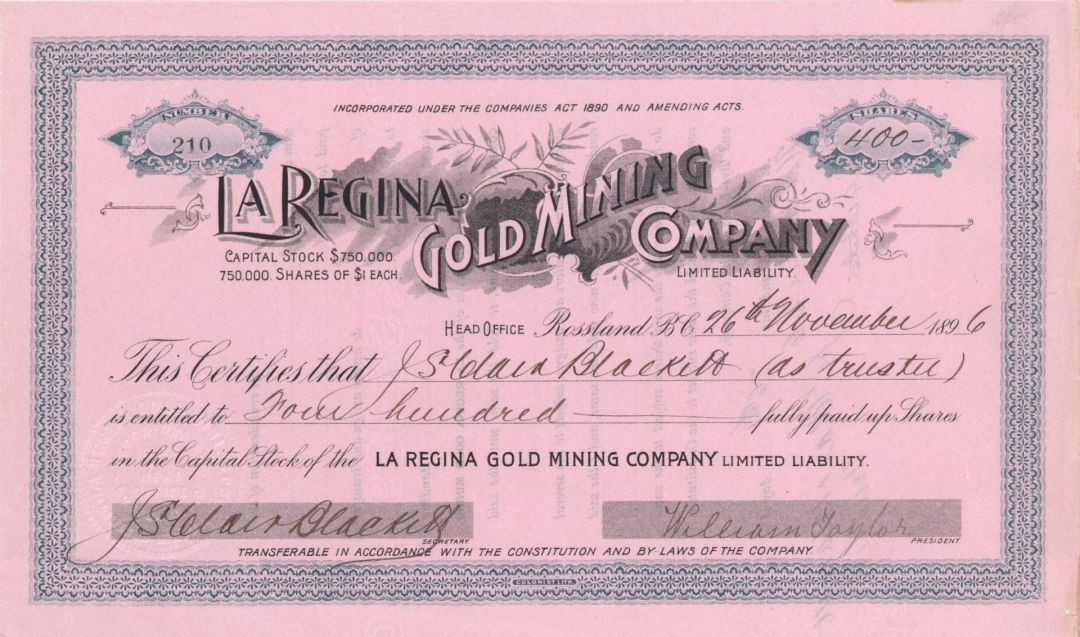 INCORPORATED UNDER THE COMPANIES ACT 1890 AND AMENDING ACTS.
NUMBER
210
SHARES
400-
LA REGINA
GOLD MINING
COMPANY
CAPITAL STOCK $750.000.
750.000. SHARES OF $1 EACH.
LIMITED LIABILITY.
HEAD OFFICE Rossland B.C. 26th November 1896
This Certifies that J StClair Blackett (as trustee)
is entitled to Four hundred fully paid up Shares
in the Capital Stock of the LA REGINA GOLD MINING COMPANY LIMITED LIABILITY.
J StClair Blackett
SECRETARY.
William Taylor
PRESIDENT
TRANSFERABLE IN ACCORDANCE WITH THE CONSTITUTION AND BY-LAWS OF THE COMPANY.
COLONIST LITH.